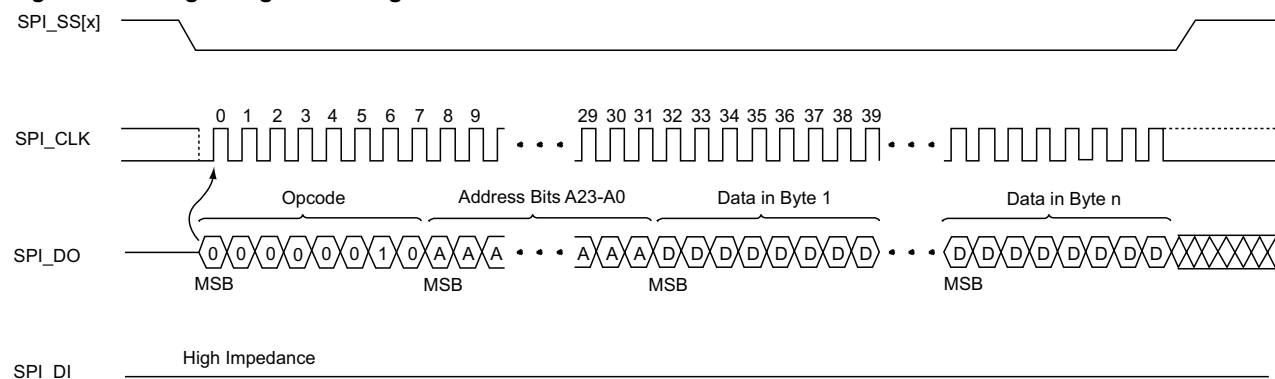 SPI_SS[x]
0 1 2 3 4 5 6 7 8 9 29 30 31 32 33 34 35 36 37 38 39
SPI_CLK
Opcode Address Bits A23-A0 Data in Byte 1 Data in Byte n
SPI_DO 0 0 0 0 0 0 1 0 A A A A A A D D D D D D D D D D D D D D D D
MSB MSB MSB MSB
High Impedance
SPI_DI